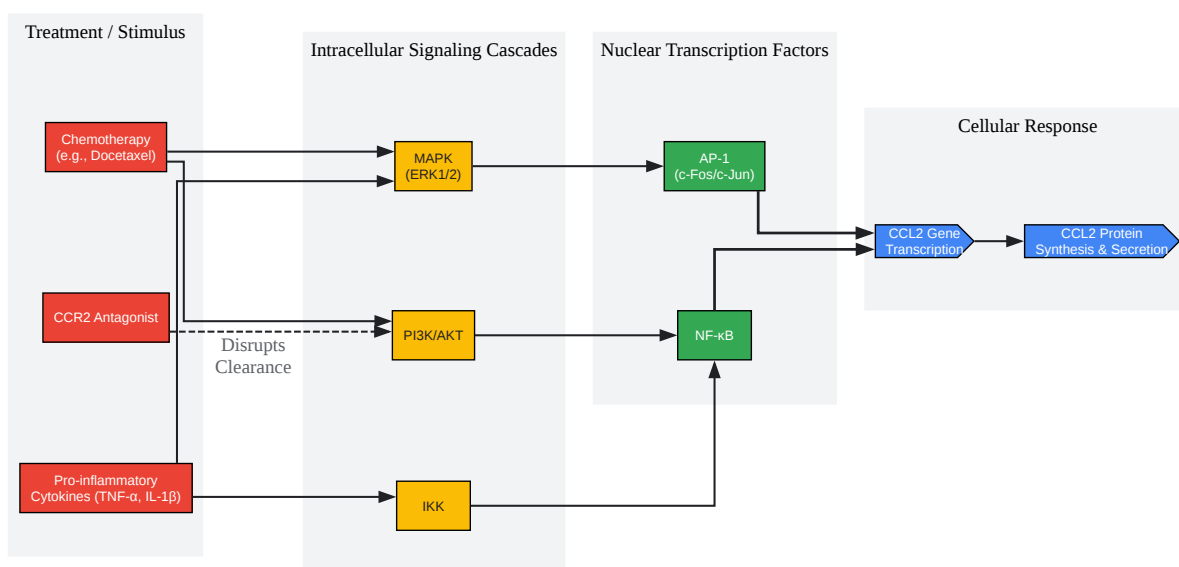 Treatment / Stimulus
Intracellular Signaling Cascades
Nuclear Transcription Factors
Cellular Response
Chemotherapy
(e.g., Docetaxel)
MAPK
(ERK1/2)
AP-1
(c-Fos/c-Jun)
CCL2 Gene
Transcription
CCL2 Protein
Synthesis & Secretion
CCR2 Antagonist
Disrupts
Clearance
PI3K/AKT
NF-κB
Pro-inflammatory
Cytokines (TNF-α, IL-1β)
IKK